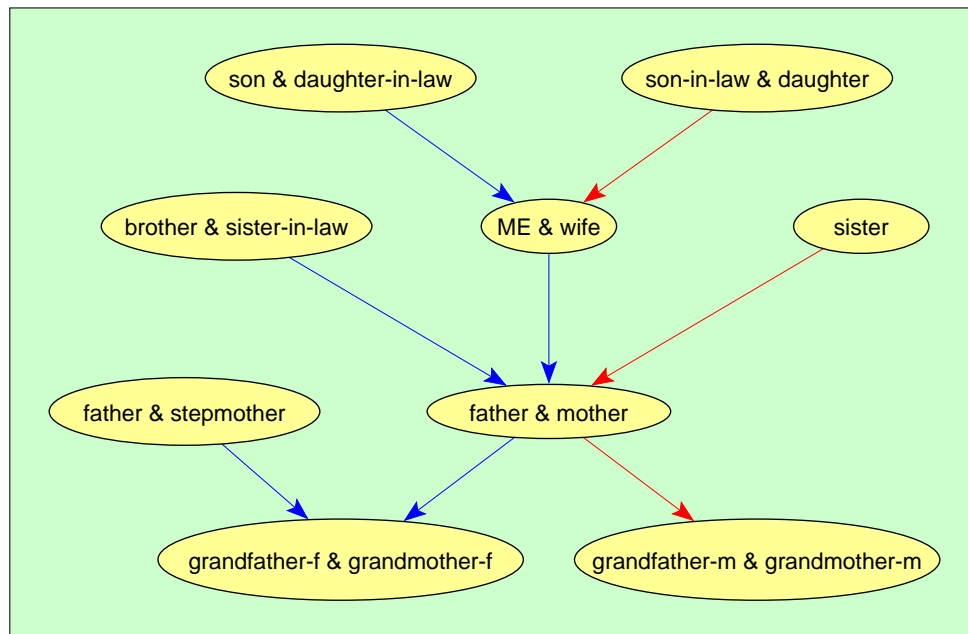 son & daughter-in-law
son-in-law & daughter
brother & sister-in-law
ME & wife
sister
father & stepmother
father & mother
grandfather-f & grandmother-f
grandfather-m & grandmother-m